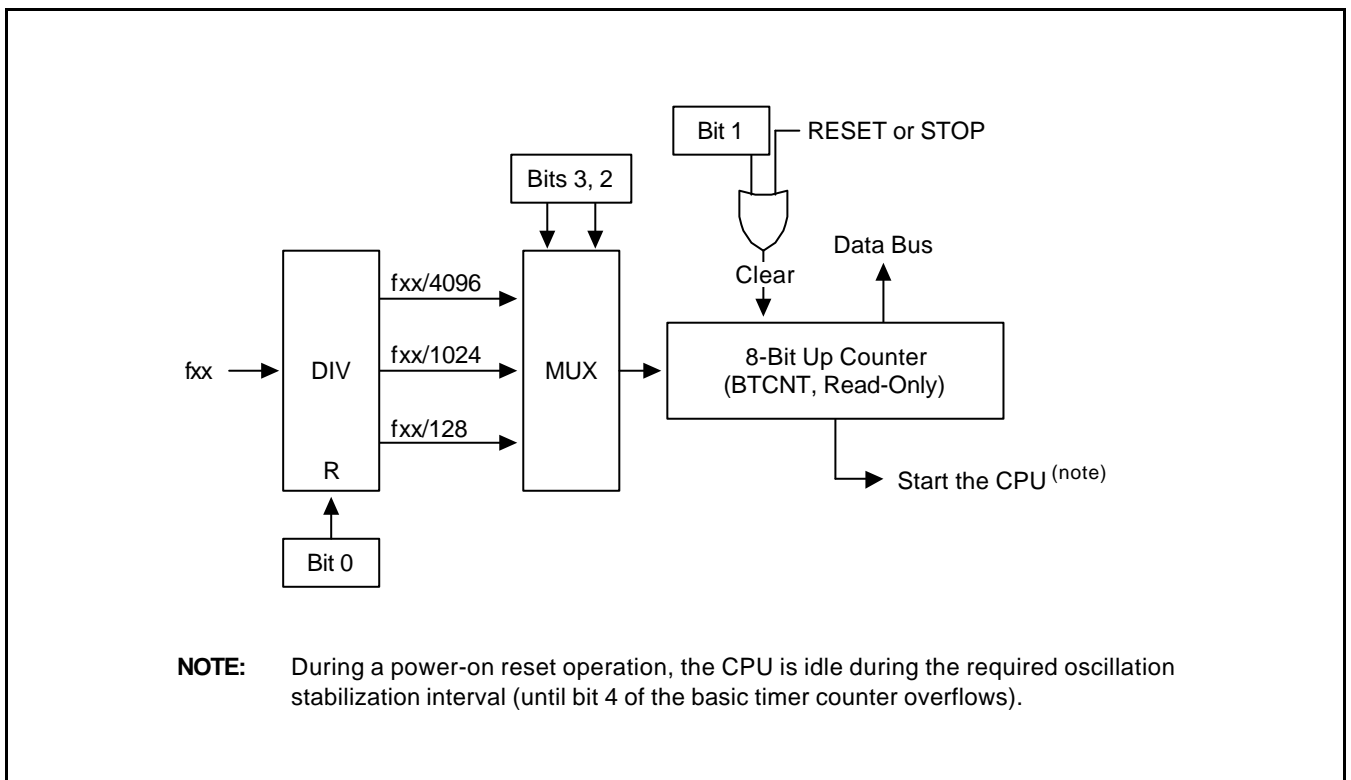 Bit 1
RESET or STOP
Bits 3, 2
Data Bus
Clear
fxx/4096
8-Bit Up Counter
(BTCNT, Read-Only)
fxx
DIV
fxx/1024
MUX
fxx/128
R
Start the CPU (note)
Bit 0
NOTE: During a power-on reset operation, the CPU is idle during the required oscillation
stabilization interval (until bit 4 of the basic timer counter overflows).